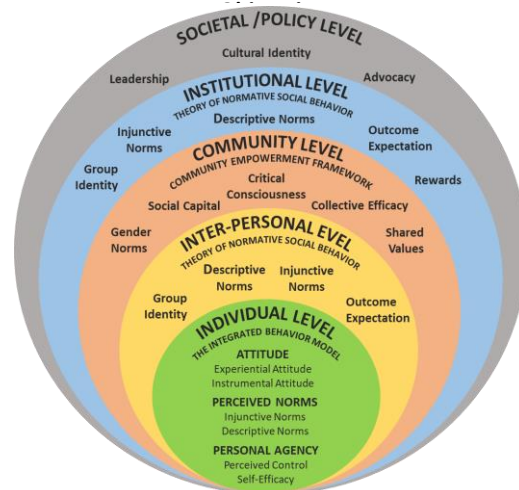 SOCIETAL /POLICY LEVEL
Cultural Identity
Leadership
Advocacy
INSTITUTIONAL LEVEL
THEORY OF NORMATIVE SOCIAL BEHAVIOR
Descriptive Norms
Injunctive
Norms
Outcome
Expectation
Group
Identity
Rewards
COMMUNITY LEVEL
COMMUNITY EMPOWERMENT FRAMEWORK
Critical
Consciousness
Social Capital
Collective Efficacy
Gender
Norms
Shared
Values
INTER-PERSONAL EVEL
THEORY OF NORMATIVE SOCIAL BEHAVIOR
Descriptive
Norms
Injunctive
Norms
Group
Identity
Outcome
Expectation
INDIVIDUAL LEVEL
THE INTEGRATED BEHAVIOR MODEL
ATTITUDE
Experiential Attitude
Instrumental Attitude
PERCEIVED NORMS
Injunctive Norms
Descriptive Norms
PERSONAL AGENCY
Perceived Control
Self-Efficacy